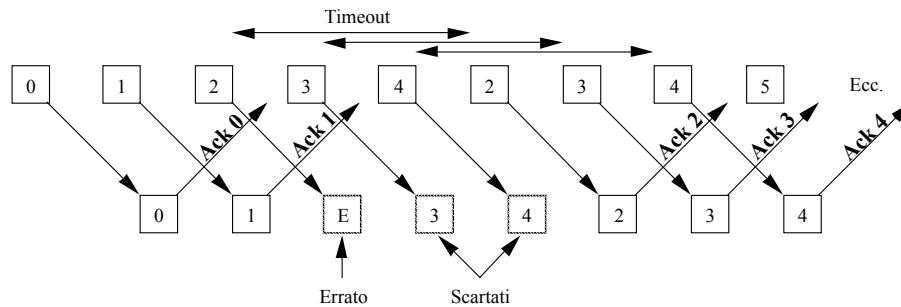 Timeout
0 1 2 3 4 2 3 4 5 Ecc.
Ack 0 Ack 1 Ack 2 Ack 3 Ack 4
0 1 E 3 4 2 3 4
Errato Scartati